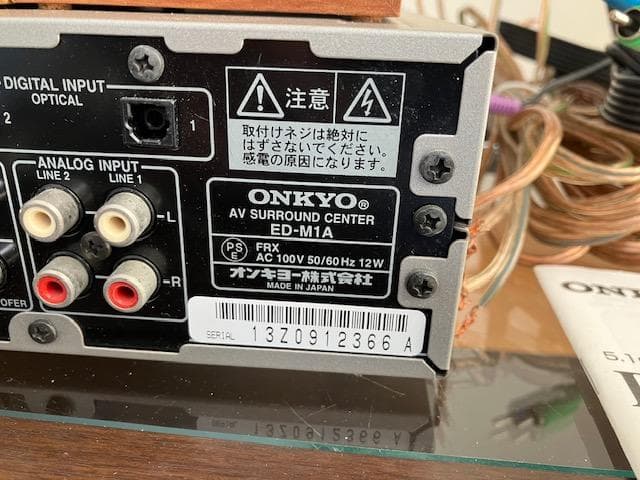 DIGITAL INPUT
OPTICAL
2
1
ANALOG INPUT
LINE 2
LINE 1
L
R
注意
取付けネジは絶対に
はずさないでください。
感電の原因になります。
ONKYO®
AV SURROUND CENTER
ED-M1A
PS
E
FRX
AC 100V 50/60 Hz 12W
オンキヨー株式会社
MADE IN JAPAN
SERIAL
13Z0912366 A
5.1